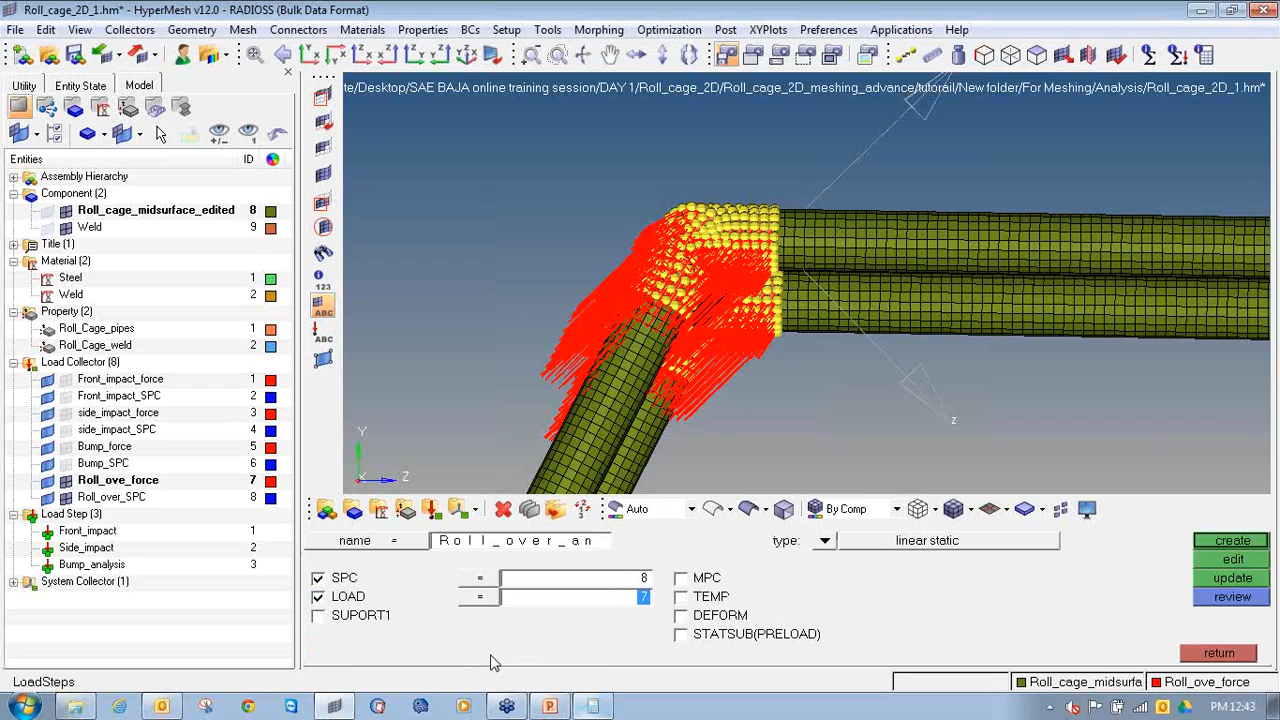 Roll_cage_2D_1.hm* - HyperMesh v12.0 - RADIOSS (Bulk Data Format)
File Edit View Collectors Geometry Mesh Connectors Materials Properties BCs Setup Tools Morphing Optimization Post XYPlots Preferences Applications Help
Utility Entity State Model
te/Desktop/SAE BAJA online training session/DAY 1/Roll_cage_2D/Roll_cage_2D_meshing_advance/tutorail/New folder/For Meshing/Analysis/Roll_cage_2D_1.hm*
Entities ID
Assembly Hierarchy
Component (2)
Roll_cage_midsurface_edited 8
Weld 9
Title (1)
Material (2)
Steel 1
Weld 2
Property (2)
Roll_Cage_pipes 1
Roll_Cage_weld 2
Load Collector (8)
Front_impact_force 1
Front_impact_SPC 2
side_impact_force 3
side_impact_SPC 4
Bump_force 5
Bump_SPC 6
Roll_ove_force 7
Roll_over_SPC 8
Load Step (3)
Front_impact 1
Side_impact 2
Bump_analysis 3
System Collector (1)
123
ABC
ABC
Y
X
Z
z
Auto By Comp
name = Roll_over_an type: linear static create
edit
SPC = 8 MPC update
LOAD = 7 TEMP review
SUPORT1 DEFORM
STATSUB(PRELOAD)
return
LoadSteps Roll_cage_midsurfa Roll_ove_force
PM 12:43